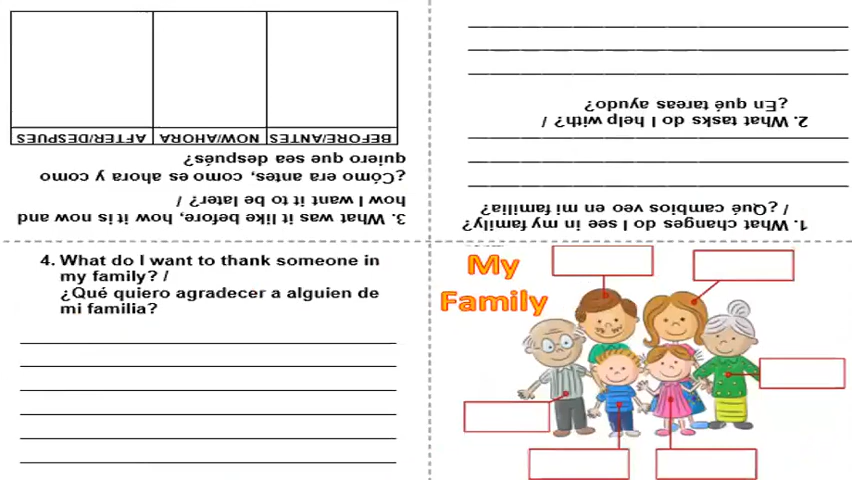 1. What changes do I see in my family?
/ ¿Qué cambios veo en mi familia?
2. What tasks do I help with? /
¿En qué tareas ayudo?
3. What was it like before, how it is now and
how I want it to be later? /
¿Cómo era antes, como es ahora y como
quiero que sea después?
BEFORE/ANTES NOW/AHORA AFTER/DESPUES
4. What do I want to thank someone in
my family? /
¿Qué quiero agradecer a alguien de
mi familia?
My
Family